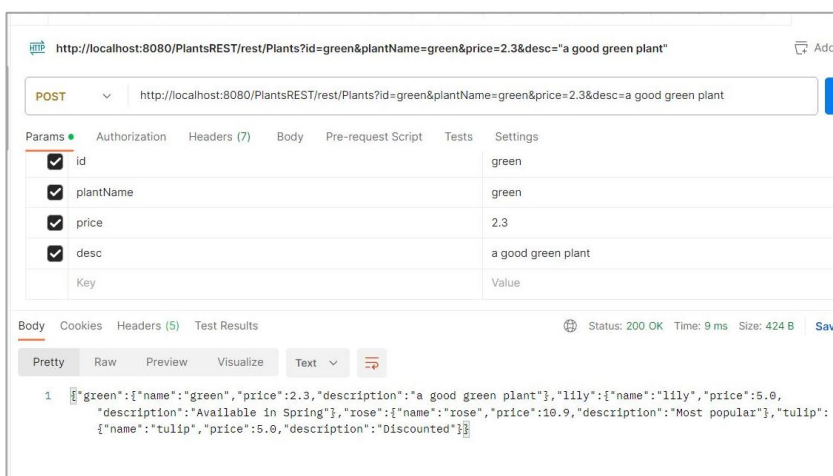 HTTP http://localhost:8080/PlantsREST/rest/Plants?id=green&plantName=green&price=2.3&desc="a good green plant" Add
POST http://localhost:8080/PlantsREST/rest/Plants?id=green&plantName=green&price=2.3&desc=a good green plant
Params Authorization Headers (7) Body Pre-request Script Tests Settings
id green
plantName green
price 2.3
desc a good green plant
Key Value
Body Cookies Headers (5) Test Results Status: 200 OK Time: 9 ms Size: 424 B Sav
Pretty Raw Preview Visualize Text
1 {"green":{"name":"green","price":2.3,"description":"a good green plant"},"lily":{"name":"lily","price":5.0,
"description":"Available in Spring"},"rose":{"name":"rose","price":10.9,"description":"Most popular"},"tulip":
{"name":"tulip","price":5.0,"description":"Discounted"}}